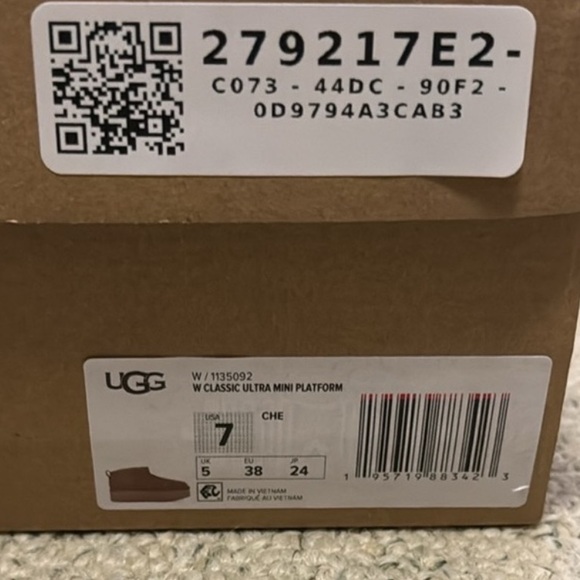 279217E2-
C073 - 44DC - 90F2 -
0D9794A3CAB3
UGG
W / 1135092
W CLASSIC ULTRA MINI PLATFORM
USA
7
CHE
UK EU JP
5 38 24
1 95719 88342 3
MADE IN VIETNAM
FABRIQUÉ AU VIETNAM